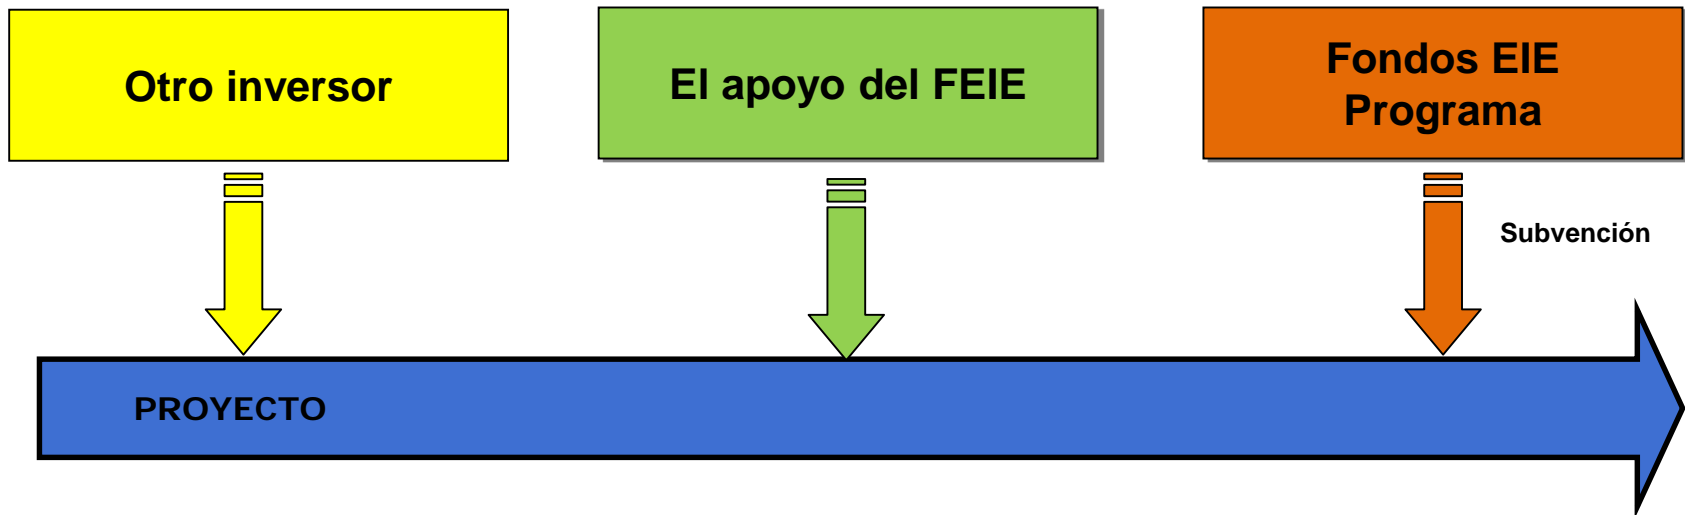 Otro inversor
El apoyo del FEIE
Fondos EIE
Programa
Subvención
PROYECTO